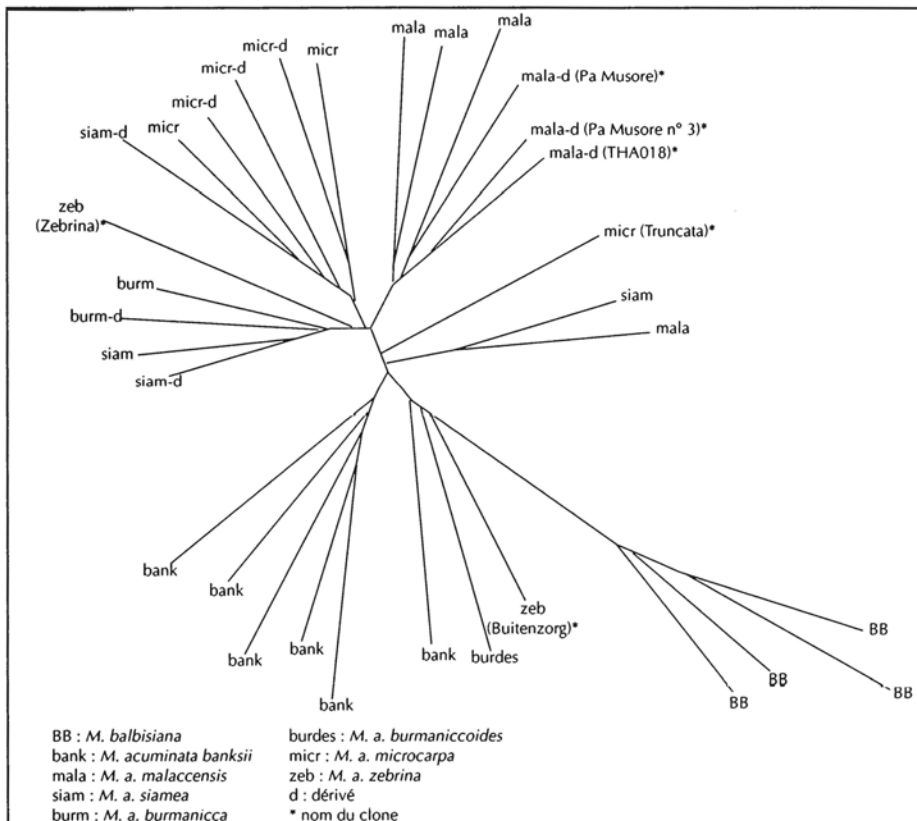 mala
mala
mala
micr-d
micr
micr-d
mala-d (Pa Musore)*
micr-d
micr
siam-d
mala-d (Pa Musore n° 3)*
mala-d (THA018)*
zeb
(Zebrina)*
micr (Truncata)*
burm
siam
burm-d
mala
siam
siam-d
bank
bank
zeb
(Buitenzorg)*
BB
bank
bank
bank
burdes
BB
BB
BB
bank
BB : M. balbisiana
bank : M. acuminata banksii
mala : M. a. malaccensis
siam : M. a. siamea
burm : M. a. burmanicca
burdes : M. a. burmaniccoides
micr : M. a. microcarpa
zeb : M. a. zebrina
d : dérivé
* nom du clone